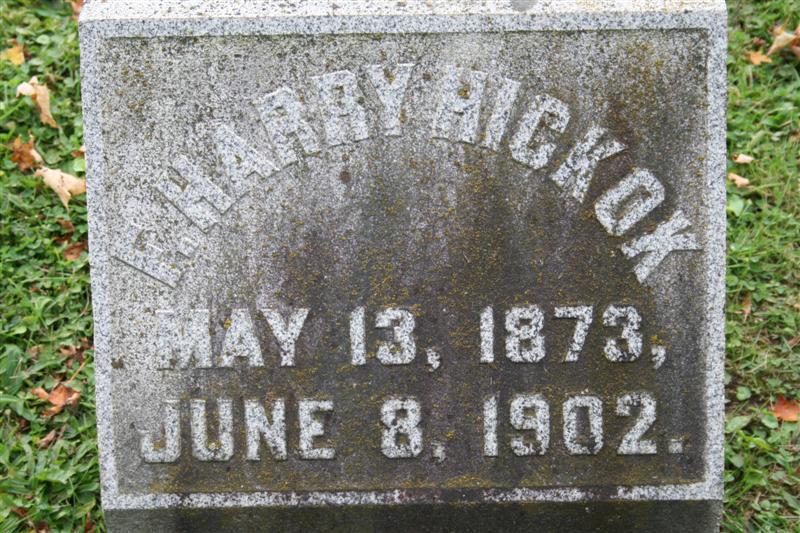 F. HARRY HICKOK
MAY 13, 1873,
JUNE 8, 1902.